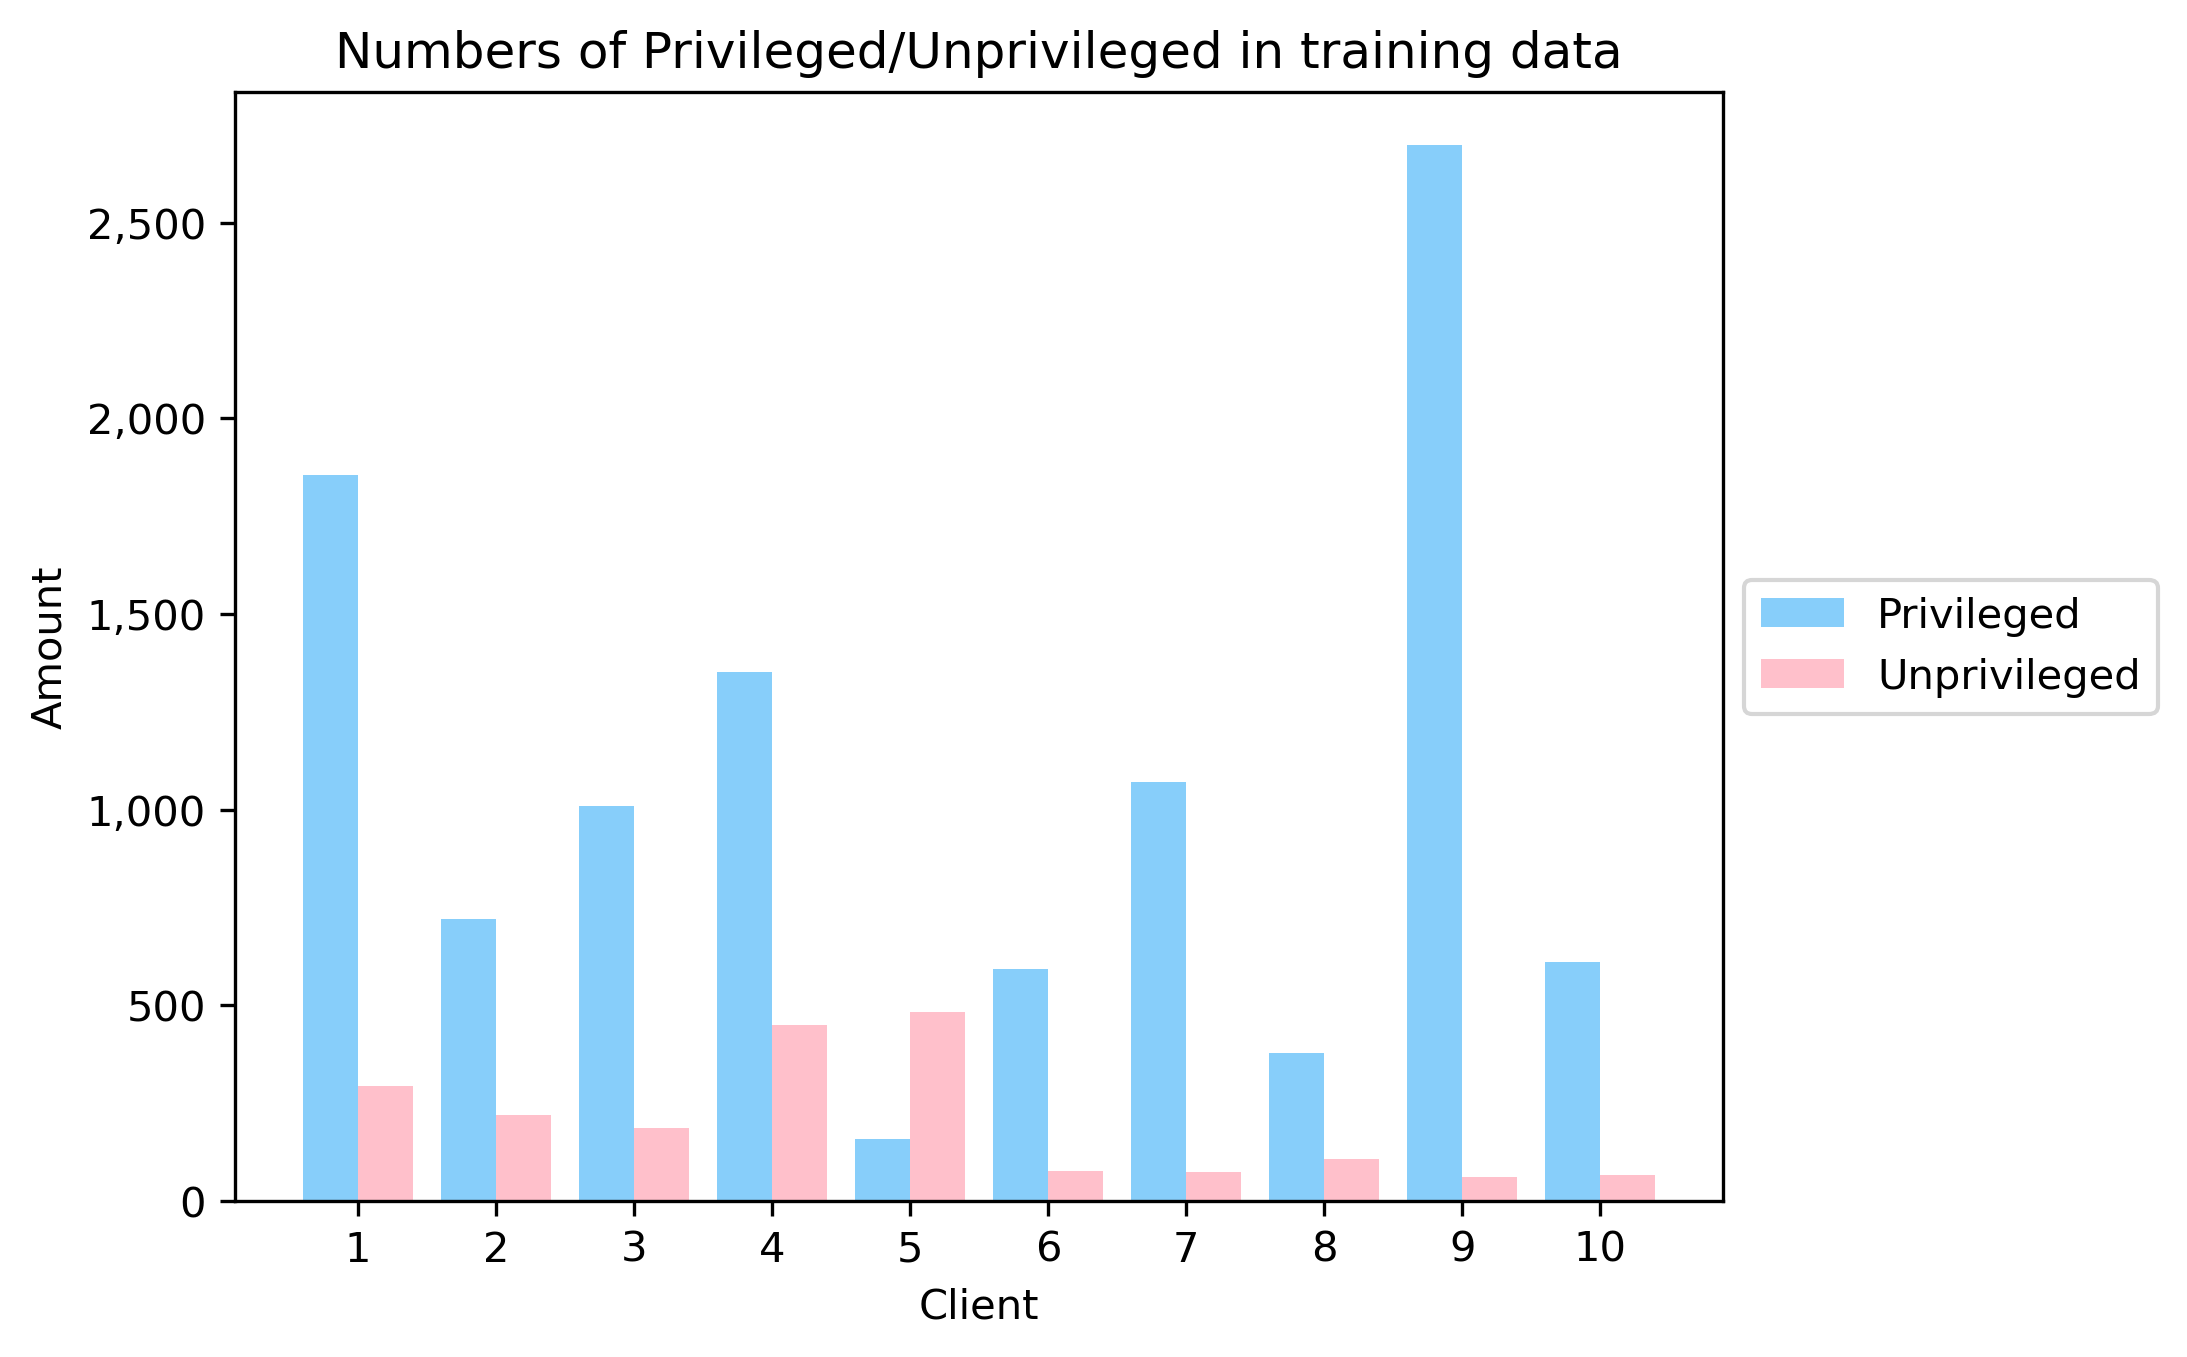 Numbers of Privileged/Unprivileged in training data
2,500
2,000
1,500
1,000
500
0
Amount
1 2 3 4 5 6 7 8 9 10
Client
Privileged
Unprivileged